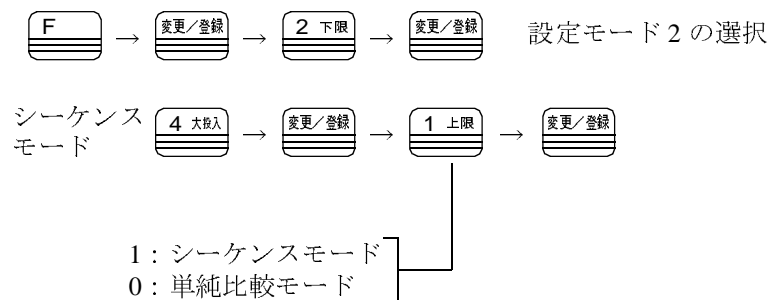 F → 変更／登録 → 2 下限 → 変更／登録 設定モード 2 の選択
シーケンス
モード
4 大投入 → 変更／登録 → 1 上限 → 変更／登録
1 : シーケンスモード
0 : 単純比較モード